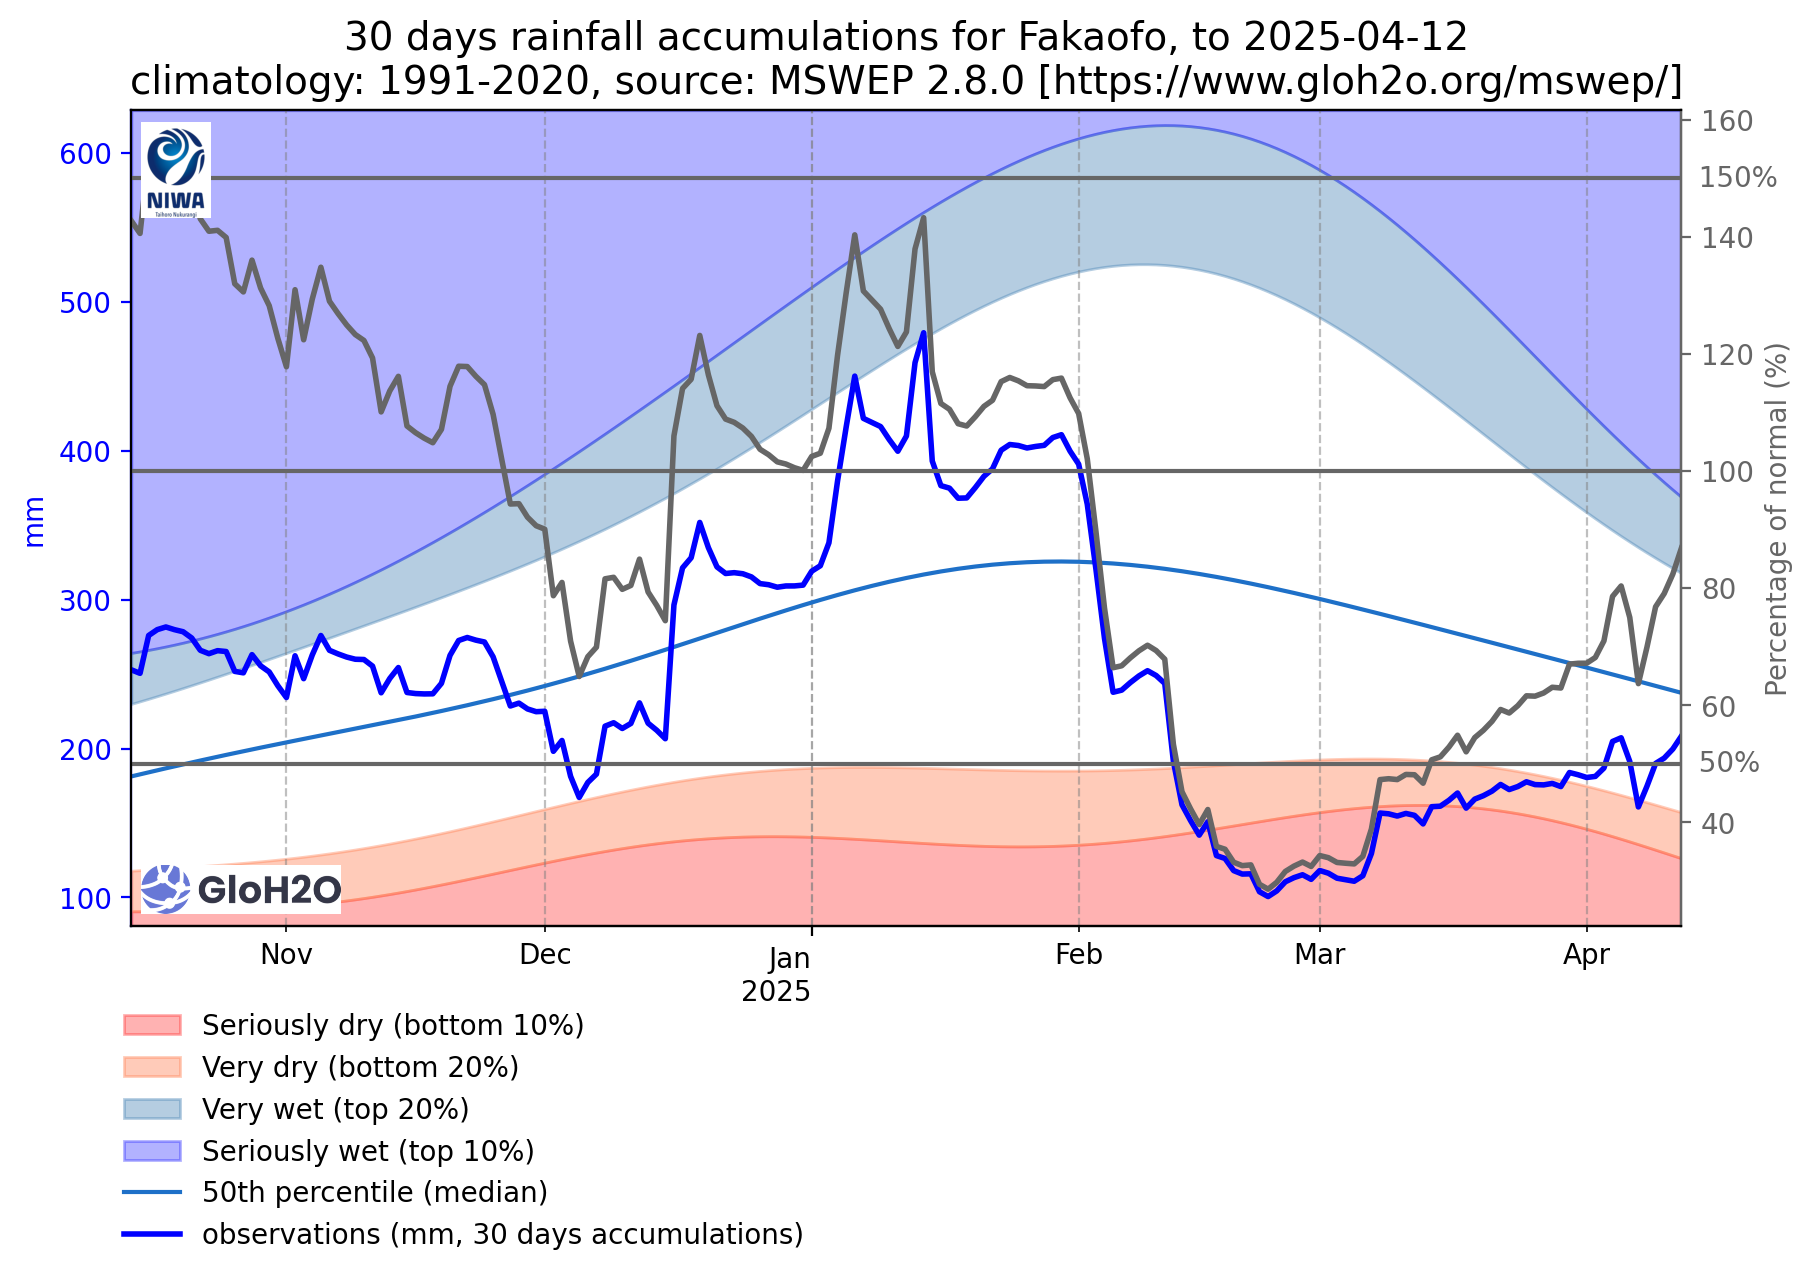 30 days rainfall accumulations for Fakaofo, to 2025-04-12
climatology: 1991-2020, source: MSWEP 2.8.0 [https://www.gloh2o.org/mswep/]
NIWA
Taihoro Nukurangi
600
500
400
300
200
100
mm
160
150%
140
120
100
80
60
50%
40
Percentage of normal (%)
GloH2O
Nov
Dec
Jan
2025
Feb
Mar
Apr
Seriously dry (bottom 10%)
Very dry (bottom 20%)
Very wet (top 20%)
Seriously wet (top 10%)
50th percentile (median)
observations (mm, 30 days accumulations)